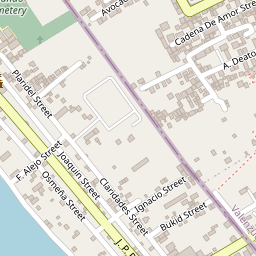 Cemetery
Avocado
Cadena De Amor Street
A. Deato
Plaridel Street
F. Alejo Street
Joaquin Street
Osmeña Street
Claridades Street
Ignacio Street
Bukid Street
J. P. R
Valenzu